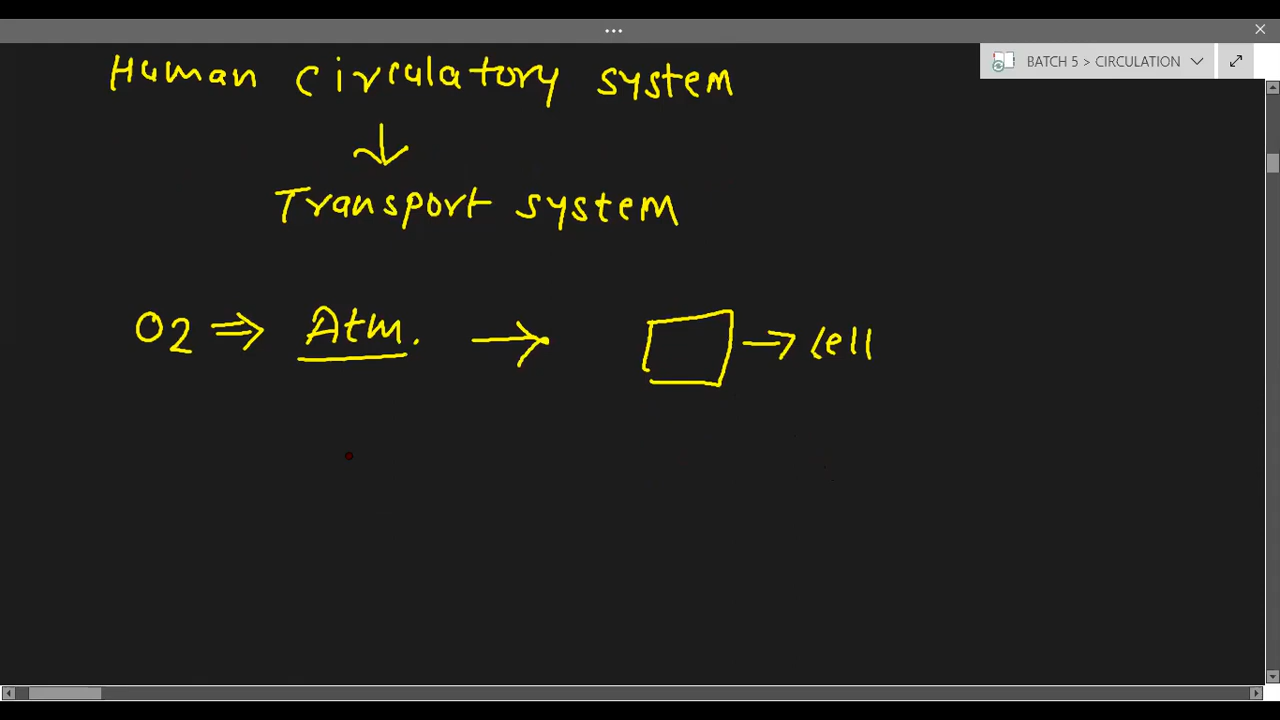 ...
BATCH 5 > CIRCULATION
Human circulatory system
↓
Transport system
O2 ⇒ Atm. → → cell